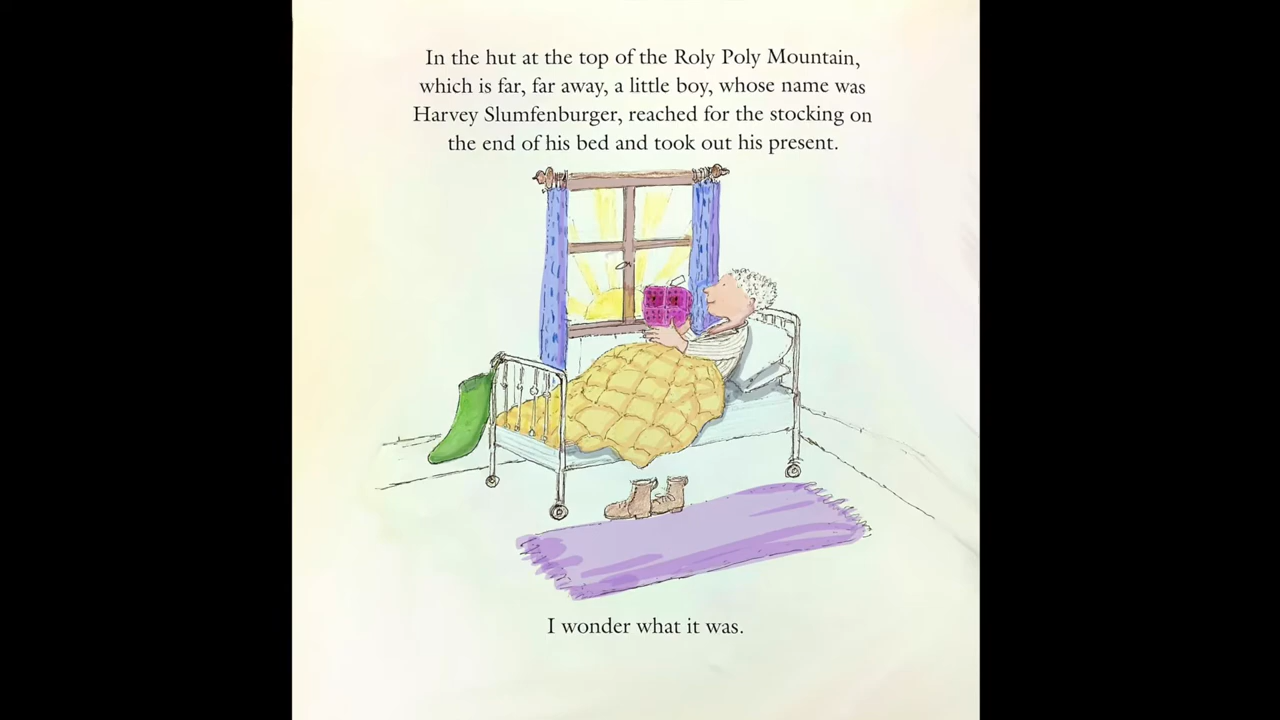 In the hut at the top of the Roly Poly Mountain,
which is far, far away, a little boy, whose name was
Harvey Slumfenburger, reached for the stocking on
the end of his bed and took out his present.
I wonder what it was.